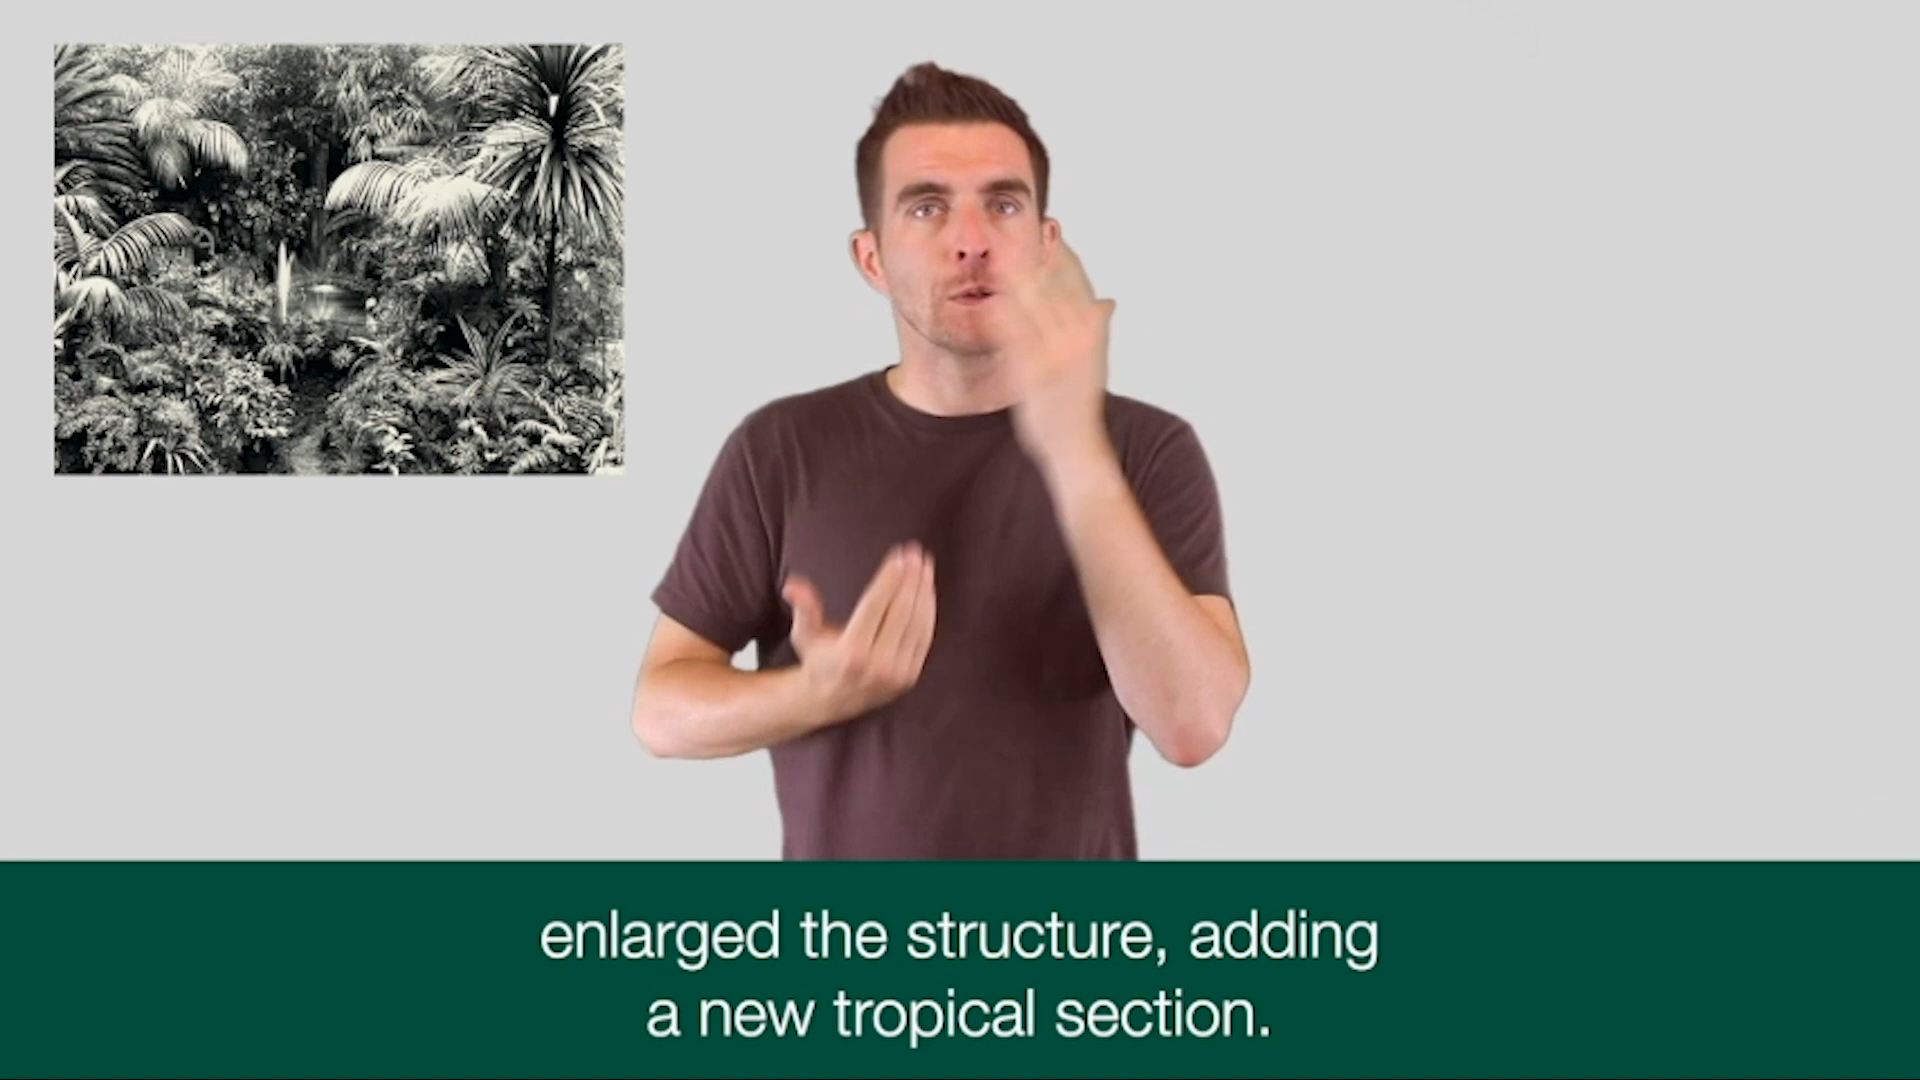 enlarged the structure, adding
a new tropical section.